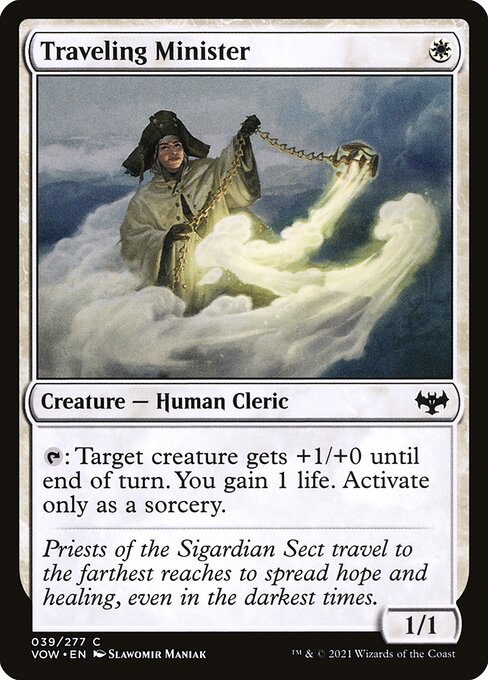 Traveling Minister
Creature — Human Cleric
: Target creature gets +1/+0 until
end of turn. You gain 1 life. Activate
only as a sorcery.
Priests of the Sigardian Sect travel to
the farthest reaches to spread hope and
healing, even in the darkest times.
1/1
039/277 C
VOW • EN Slawomir Maniak
™ & © 2021 Wizards of the Coast